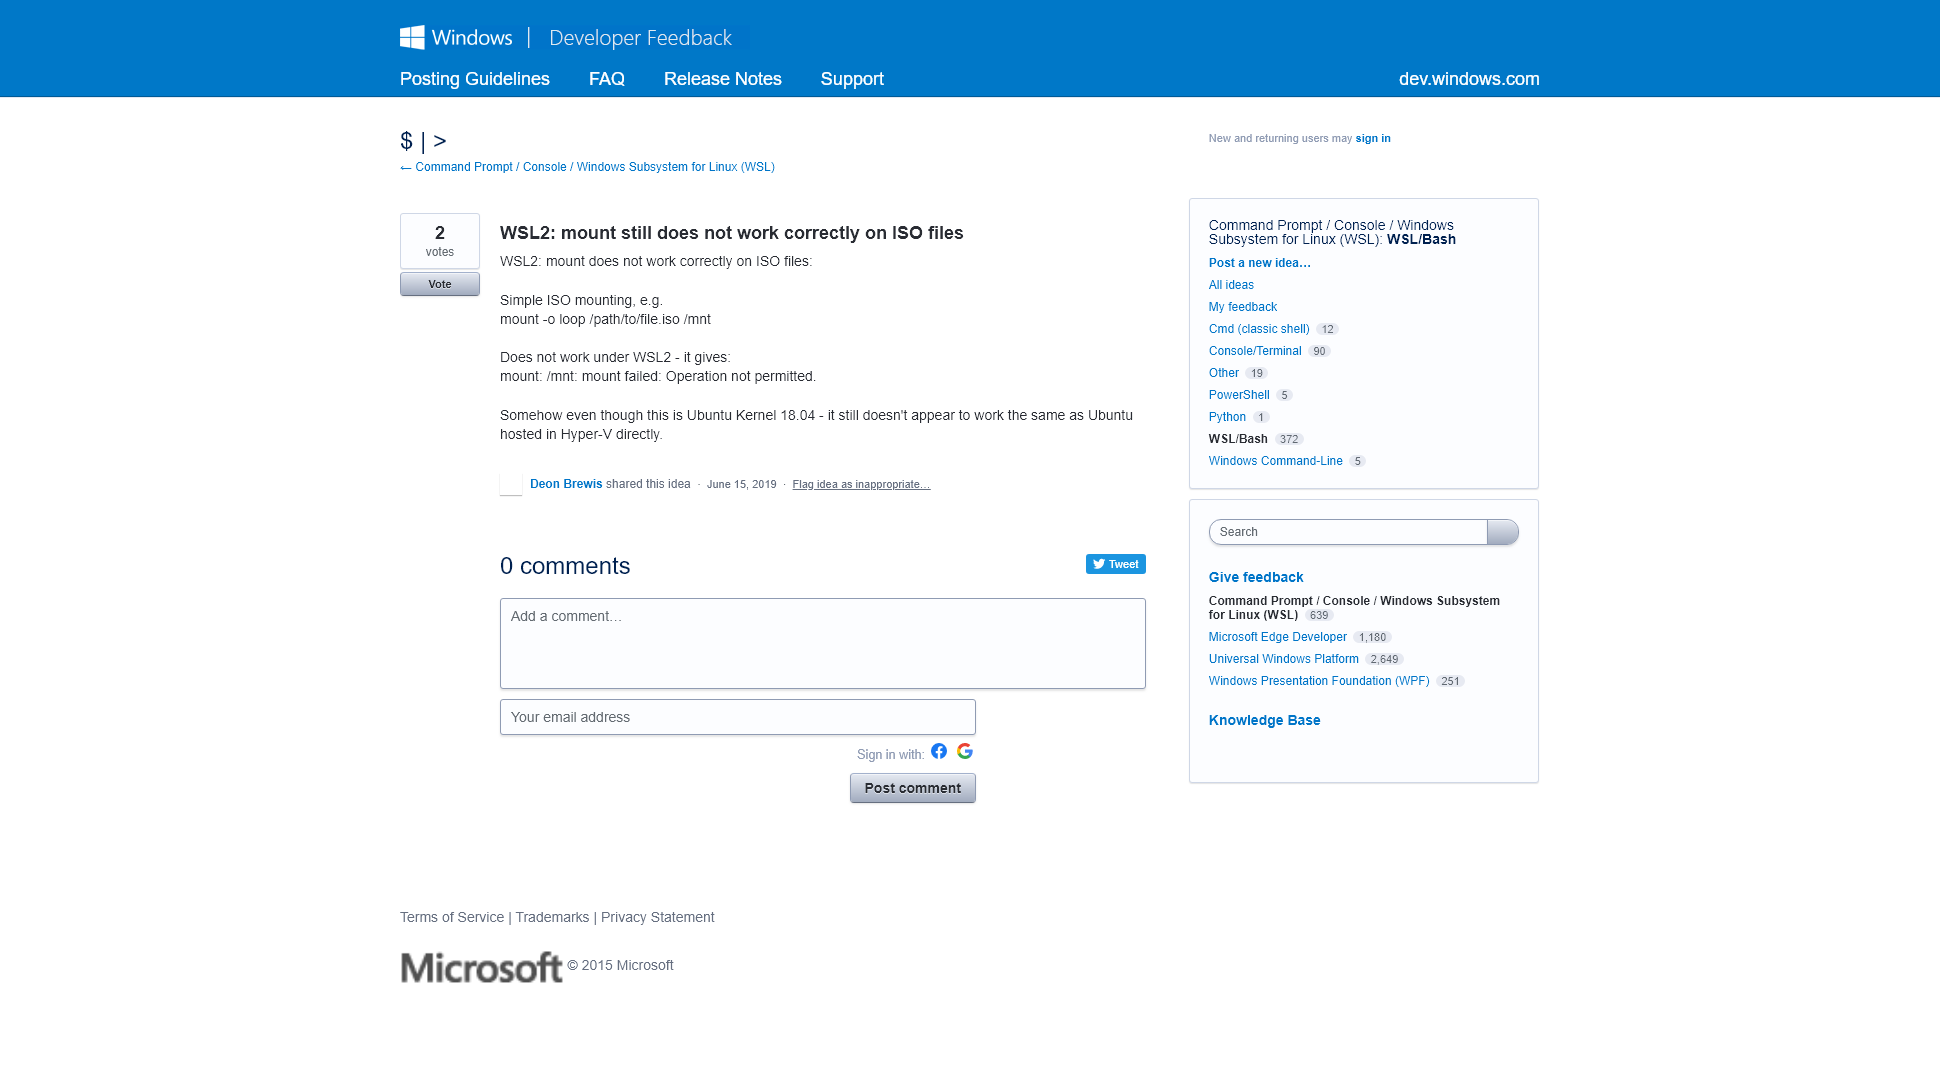 Windows | Developer Feedback
Posting Guidelines FAQ Release Notes Support dev.windows.com
$ | >
← Command Prompt / Console / Windows Subsystem for Linux (WSL)
2
votes
Vote
WSL2: mount still does not work correctly on ISO files
WSL2: mount does not work correctly on ISO files:
Simple ISO mounting, e.g.
mount -o loop /path/to/file.iso /mnt
Does not work under WSL2 - it gives:
mount: /mnt: mount failed: Operation not permitted.
Somehow even though this is Ubuntu Kernel 18.04 - it still doesn't appear to work the same as Ubuntu
hosted in Hyper-V directly.
Deon Brewis shared this idea · June 15, 2019 · Flag idea as inappropriate…
0 comments
Tweet
Add a comment…
Your email address
Sign in with:
Post comment
New and returning users may sign in
Command Prompt / Console / Windows
Subsystem for Linux (WSL): WSL/Bash
Post a new idea…
All ideas
My feedback
Cmd (classic shell) 12
Console/Terminal 90
Other 19
PowerShell 5
Python 1
WSL/Bash 372
Windows Command-Line 5
Search
Give feedback
Command Prompt / Console / Windows Subsystem
for Linux (WSL) 639
Microsoft Edge Developer 1,180
Universal Windows Platform 2,649
Windows Presentation Foundation (WPF) 251
Knowledge Base
Terms of Service | Trademarks | Privacy Statement
Microsoft © 2015 Microsoft